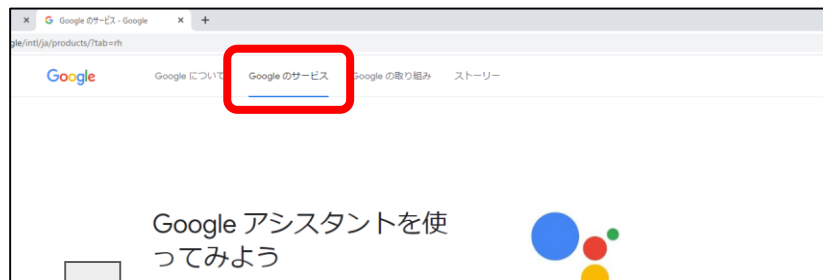 Google のサービス - Google
gle/intl/ja/products/?tab=rh
Google
Google について Google のサービス Google の取り組み ストーリー
Google アシスタントを使
ってみよう